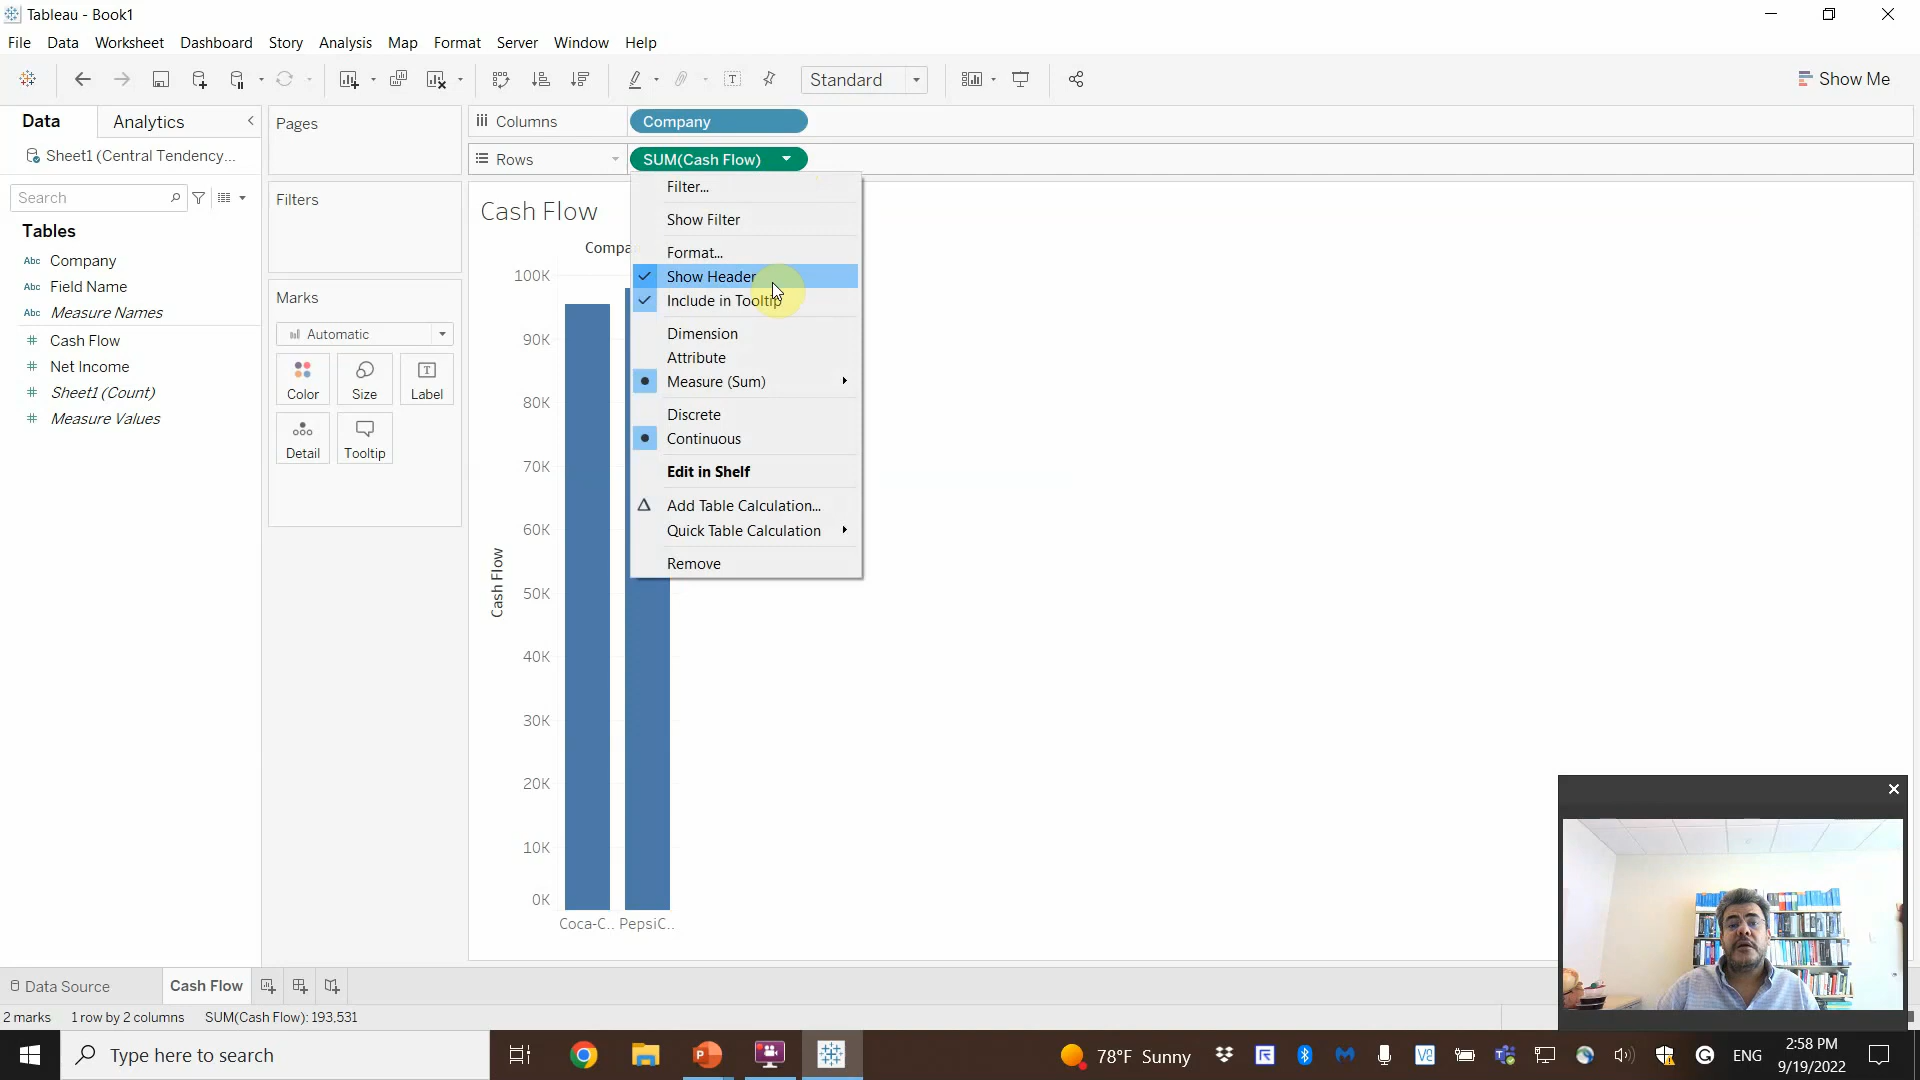 Tableau - Book1
File Data Worksheet Dashboard Story Analysis Map Format Server Window Help
Standard
Show Me
Data
Analytics
Sheet1 (Central Tendency...
Search
Tables
Abc Company
Abc Field Name
Abc Measure Names
# Cash Flow
# Net Income
# Sheet1 (Count)
# Measure Values
Pages
Filters
Marks
Automatic
Color
Size
Label
Detail
Tooltip
Columns
Company
Rows
SUM(Cash Flow)
Filter...
Show Filter
Format...
Show Header
Include in Tooltip
Dimension
Attribute
Measure (Sum)
Discrete
Continuous
Edit in Shelf
Add Table Calculation...
Quick Table Calculation
Remove
Cash Flow
Compa
100K
90K
80K
70K
60K
50K
40K
30K
20K
10K
0K
Cash Flow
Coca-C.. PepsiC..
Data Source
Cash Flow
2 marks 1 row by 2 columns SUM(Cash Flow): 193,531
Type here to search
78°F Sunny
ENG
2:58 PM
9/19/2022